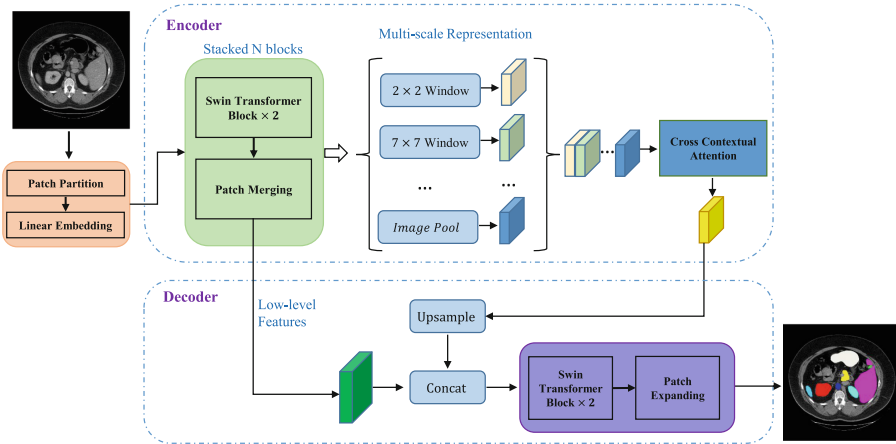 Encoder
Stacked N blocks
Multi-scale Representation
Swin Transformer
Block × 2
Patch Merging
2 × 2 Window
7 × 7 Window
... ...
Image Pool
...
Cross Contextual
Attention
Patch Partition
Linear Embedding
Decoder
Low-level
Features
Upsample
Concat
Swin
Transformer
Block × 2
Patch
Expanding